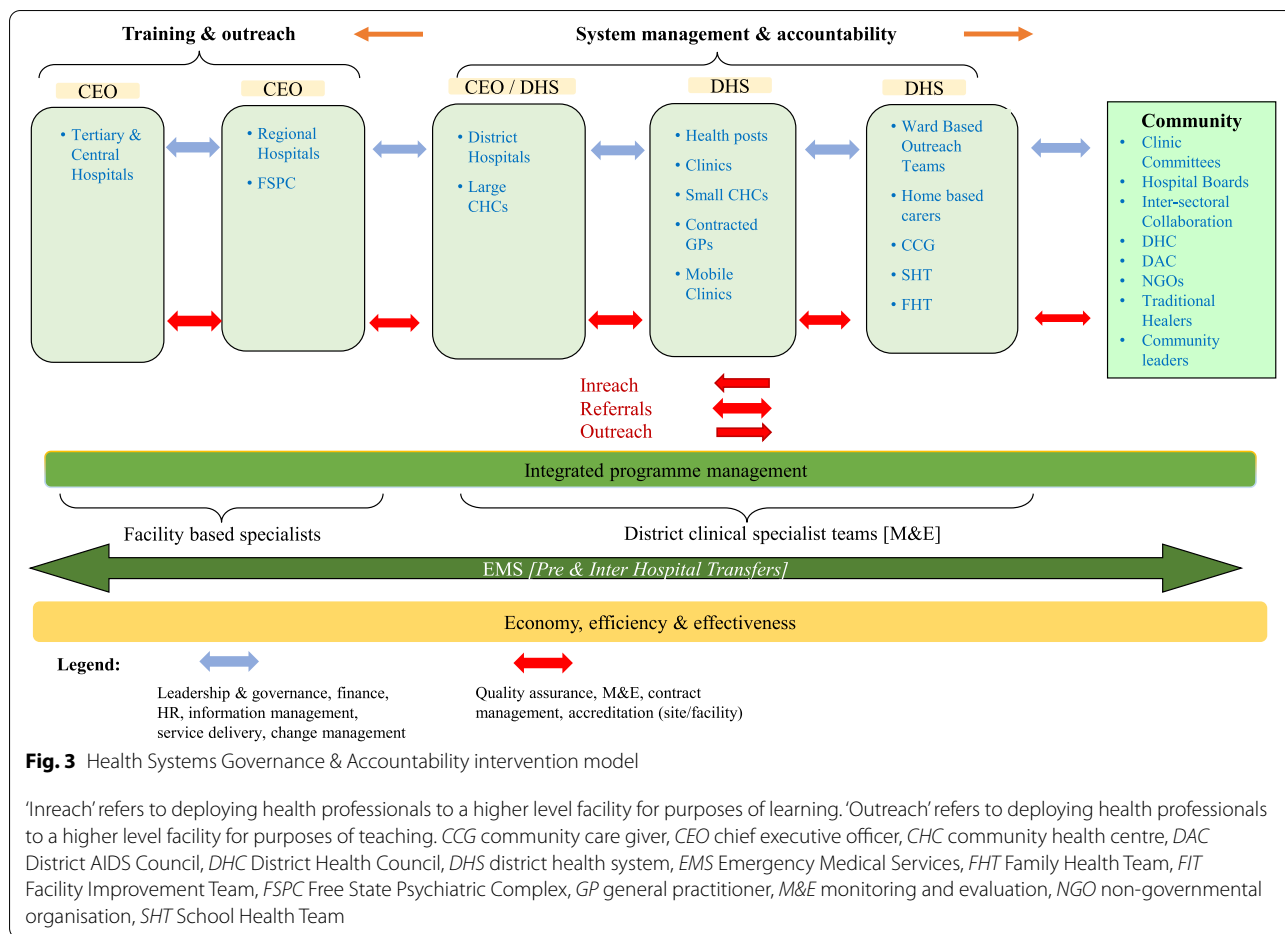 Training & outreach
System management & accountability
CEO
CEO
CEO / DHS
DHS
DHS
• Tertiary &
Central
Hospitals
• Regional
Hospitals
• FSPC
• District
Hospitals
• Large
CHCs
• Health posts
• Clinics
• Small CHCs
• Contracted
GPs
• Mobile
Clinics
• Ward Based
Outreach
Teams
• Home based
carers
• CCG
• SHT
• FHT
Community
• Clinic
Committees
• Hospital Boards
• Inter-sectoral
Collaboration
• DHC
• DAC
• NGOs
• Traditional
Healers
• Community
leaders
Inreach
Referrals
Outreach
Integrated programme management
Facility based specialists
District clinical specialist teams [M&E]
EMS [Pre & Inter Hospital Transfers]
Economy, efficiency & effectiveness
Legend:
Leadership & governance, finance,
HR, information management,
service delivery, change management
Quality assurance, M&E, contract
management, accreditation (site/facility)
Fig. 3 Health Systems Governance & Accountability intervention model
‘Inreach’ refers to deploying health professionals to a higher level facility for purposes of learning. ‘Outreach’ refers to deploying health professionals
to a higher level facility for purposes of teaching. CCG community care giver, CEO chief executive officer, CHC community health centre, DAC
District AIDS Council, DHC District Health Council, DHS district health system, EMS Emergency Medical Services, FHT Family Health Team, FIT
Facility Improvement Team, FSPC Free State Psychiatric Complex, GP general practitioner, M&E monitoring and evaluation, NGO non-governmental
organisation, SHT School Health Team